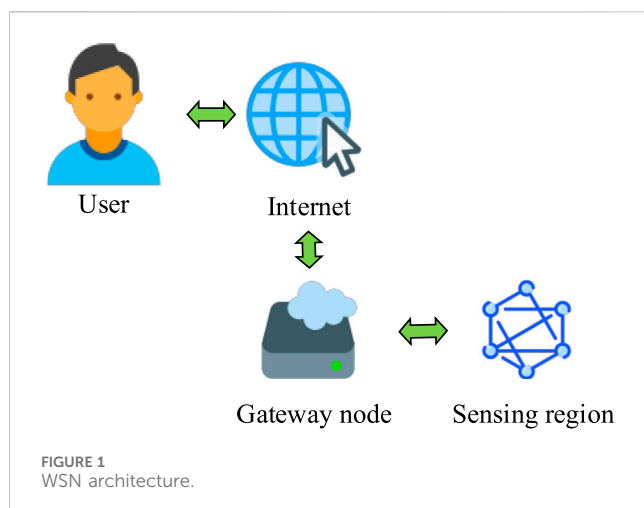 User
Internet
Gateway node
Sensing region
FIGURE 1
WSN architecture.